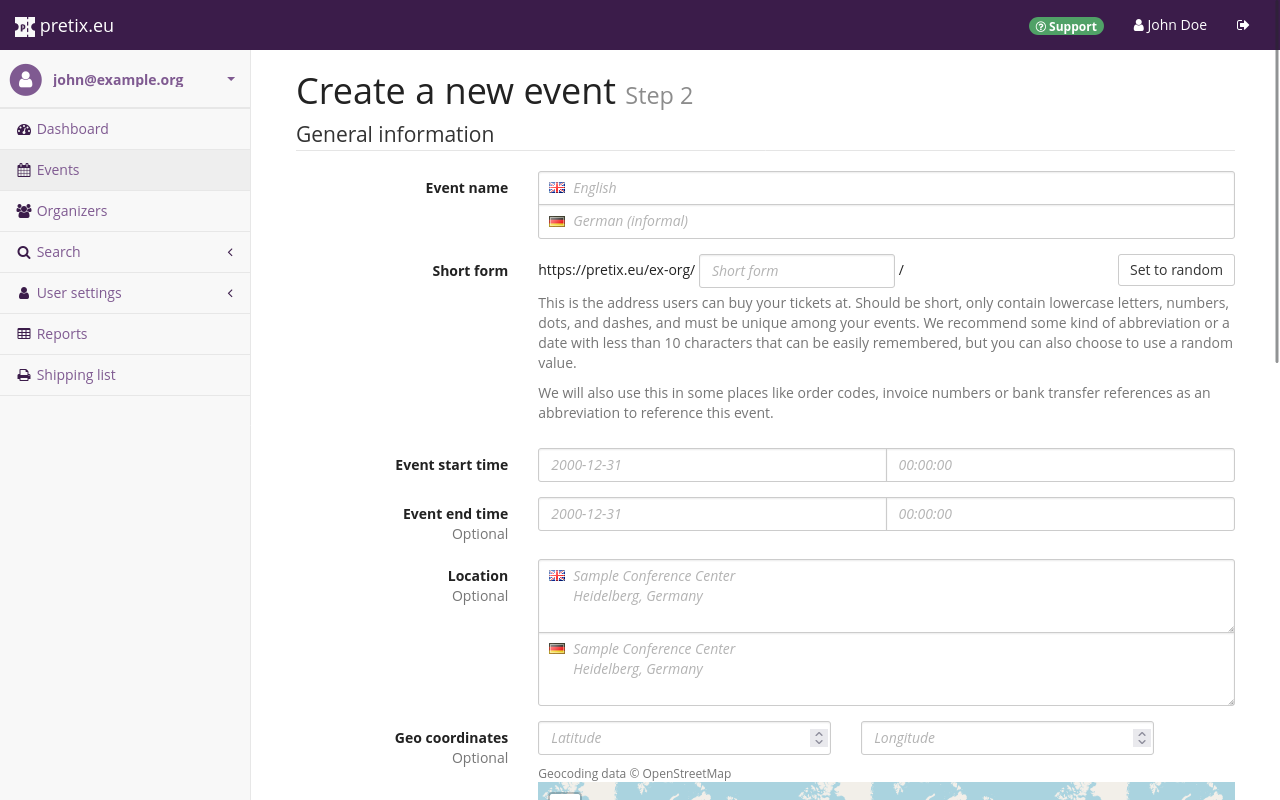 pretix.eu
Support
John Doe
john@example.org
Dashboard
Events
Organizers
Search
User settings
Reports
Shipping list
Create a new event Step 2
General information
Event name
English
German (informal)
Short form
https://pretix.eu/ex-org/ Short form / Set to random
This is the address users can buy your tickets at. Should be short, only contain lowercase letters, numbers,
dots, and dashes, and must be unique among your events. We recommend some kind of abbreviation or a
date with less than 10 characters that can be easily remembered, but you can also choose to use a random
value.
We will also use this in some places like order codes, invoice numbers or bank transfer references as an
abbreviation to reference this event.
Event start time
2000-12-31 00:00:00
Event end time
Optional
2000-12-31 00:00:00
Location
Optional
Sample Conference Center
Heidelberg, Germany
Sample Conference Center
Heidelberg, Germany
Geo coordinates
Optional
Latitude Longitude
Geocoding data © OpenStreetMap